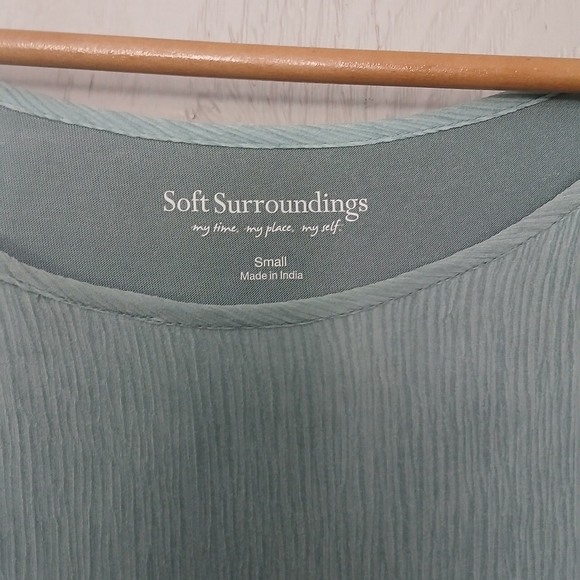 Soft Surroundings
my time. my place. my self.
Small
Made in India